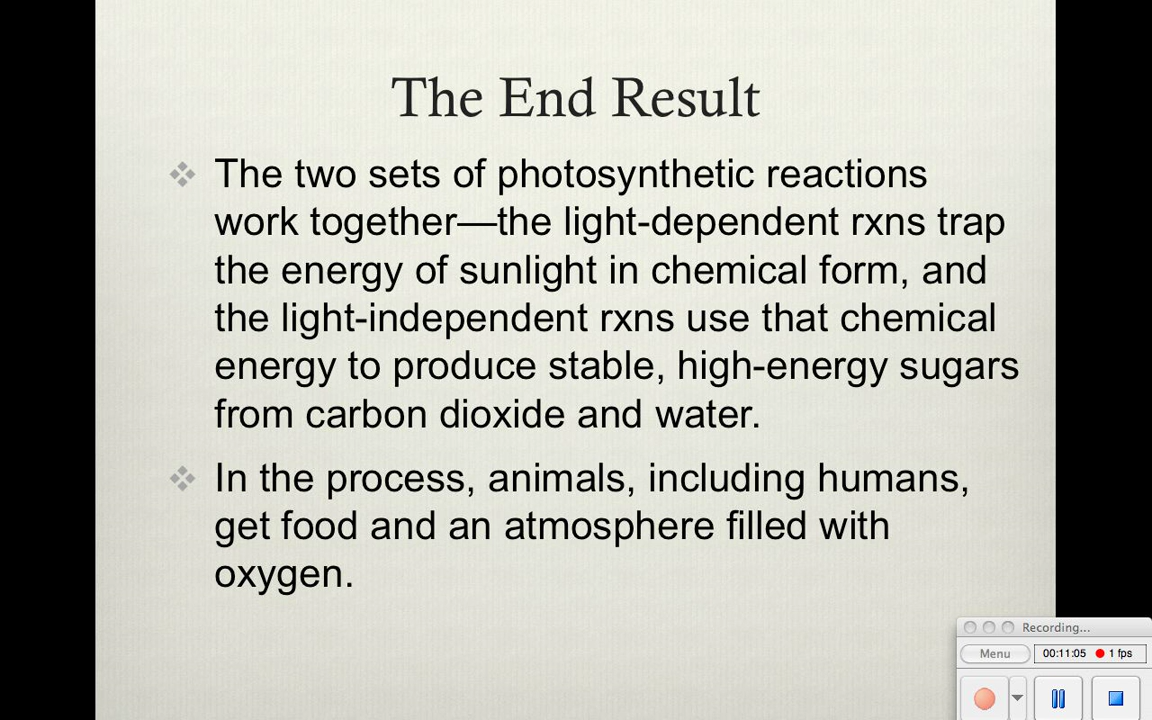 The End Result
The two sets of photosynthetic reactions
work together—the light-dependent rxns trap
the energy of sunlight in chemical form, and
the light-independent rxns use that chemical
energy to produce stable, high-energy sugars
from carbon dioxide and water.
In the process, animals, including humans,
get food and an atmosphere filled with
oxygen.
Recording...
Menu 00:11:05 1 fps